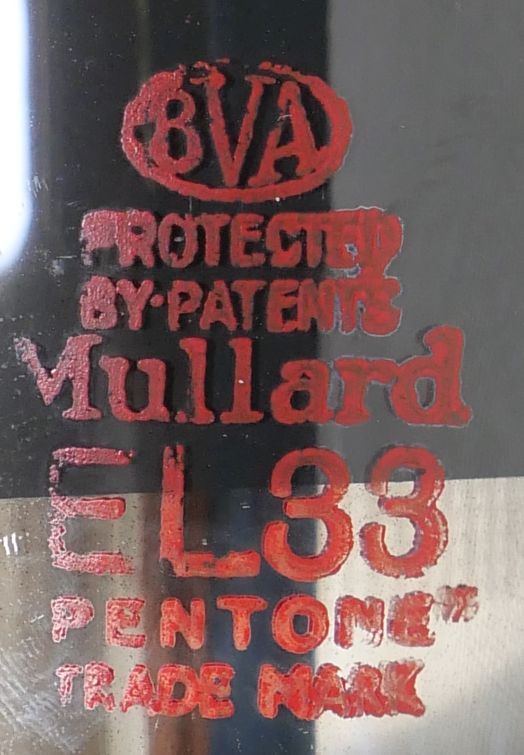 BVA
PROTECTED
BY·PATENTS
Mullard
EL33
PENTONE"
TRADE MARK